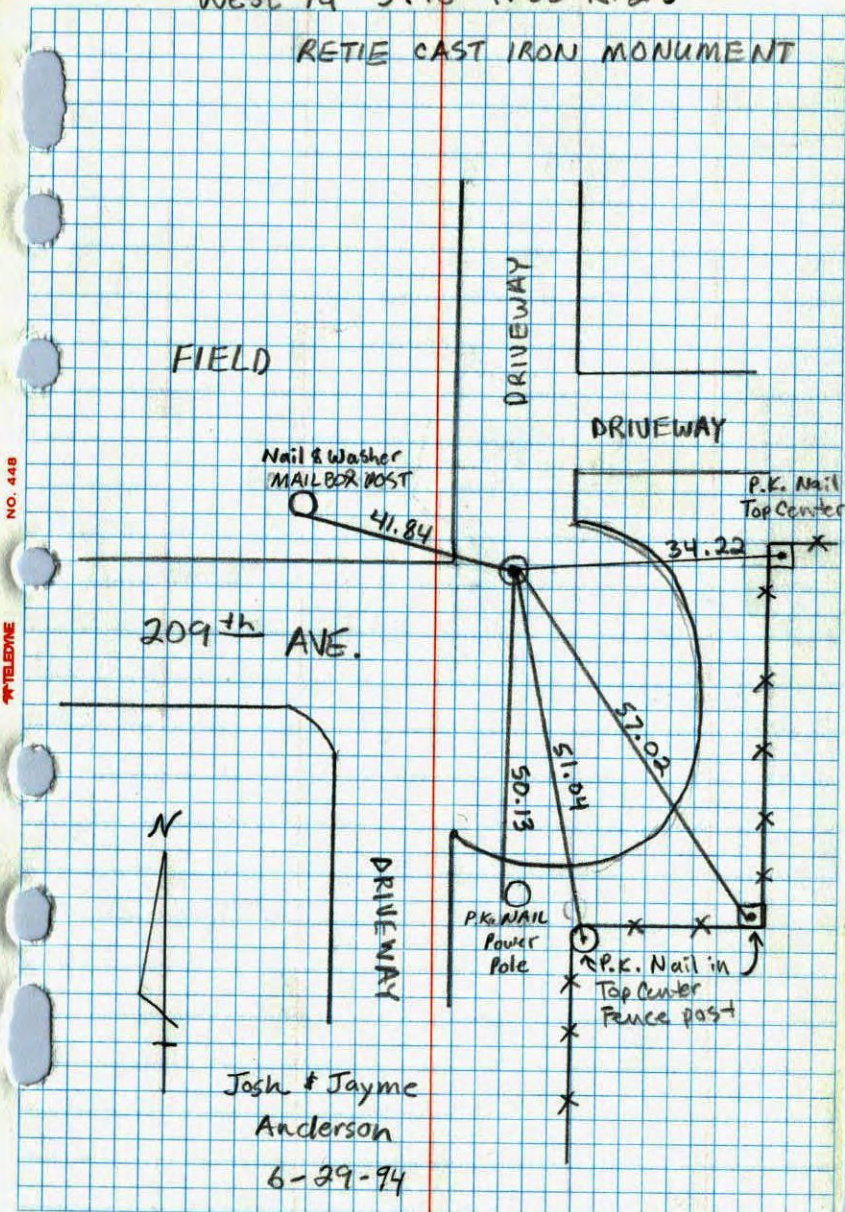 RETIE CAST IRON MONUMENT
DRIVEWAY
FIELD
DRIVEWAY
Nail & Washer
MAILBOX POST
P.K. Nail
Top Center
41.84
34.22
209th AVE.
57.02
51.04
50.13
N
DRIVEWAY
P.K. NAIL
Power
Pole
P.K. Nail in
Top Center
Fence post
Josh & Jayme
Anderson
6-29-94
NO. 448
TELEDYNE